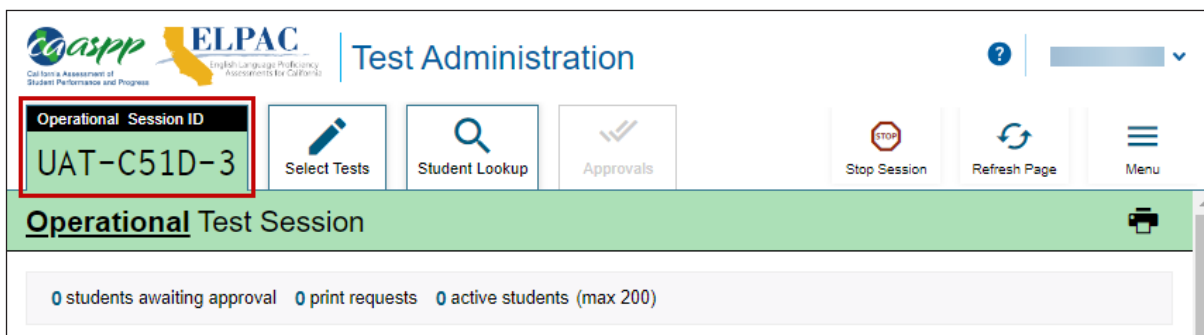 caaspp
California Assessment of
Student Performance and Progress
ELPAC
English Language Proficiency
Assessments for California
Test Administration
?
Operational Session ID
UAT-C51D-3
Select Tests
Student Lookup
Approvals
STOP
Stop Session
Refresh Page
Menu
Operational Test Session
0 students awaiting approval 0 print requests 0 active students (max 200)